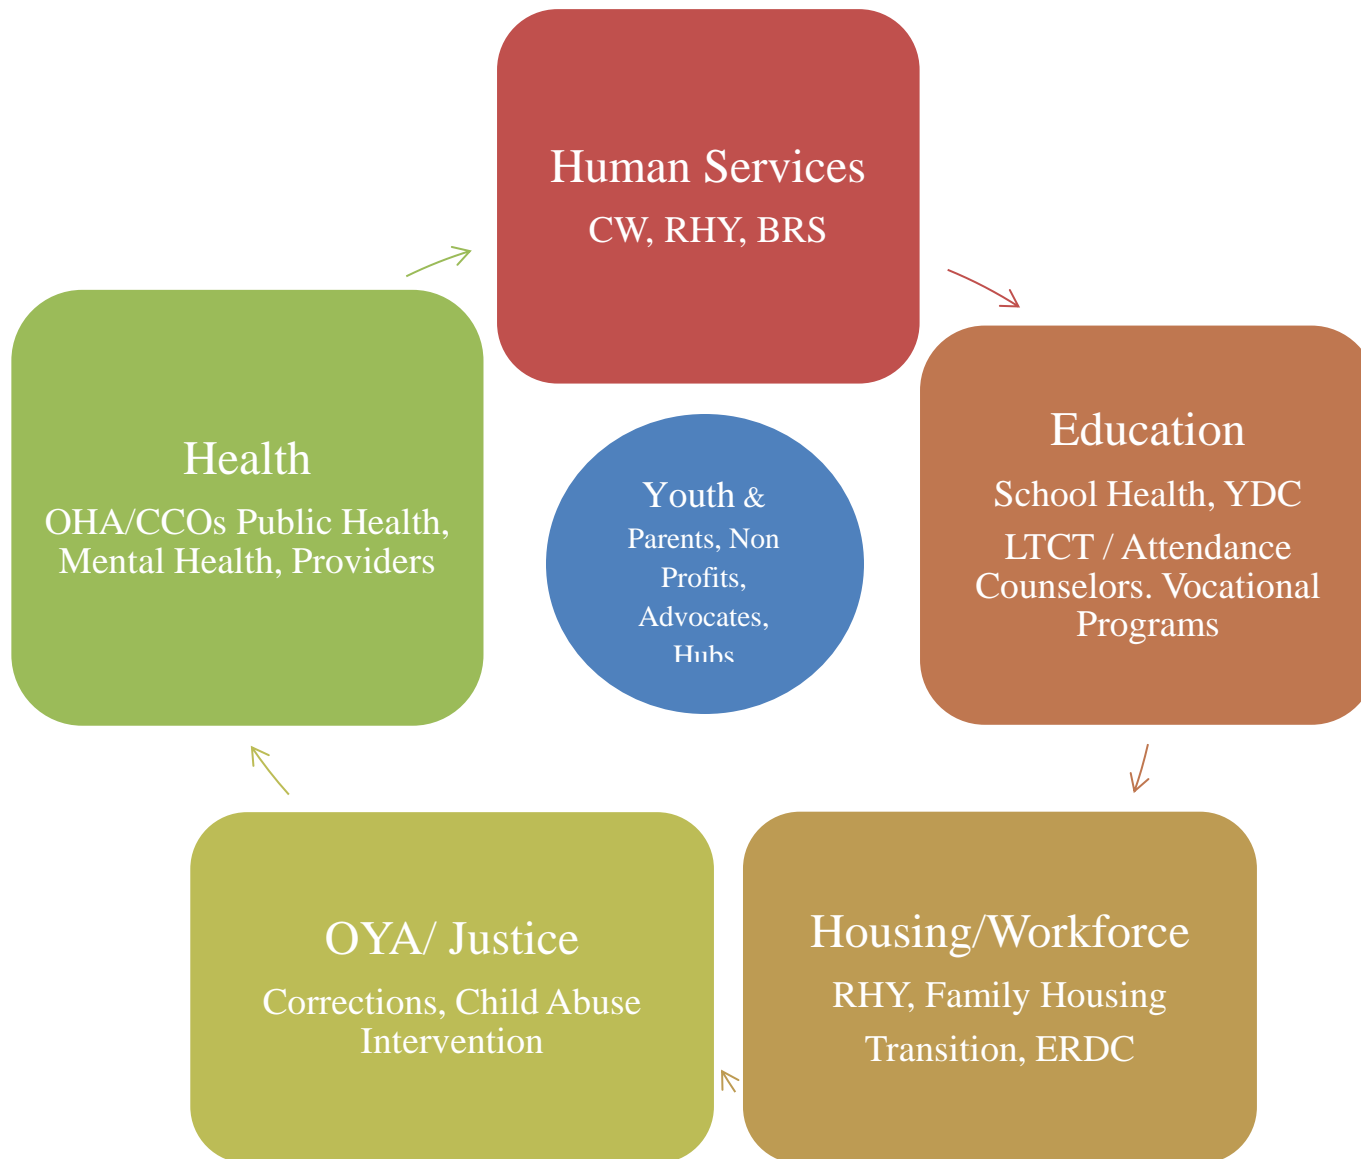 Human Services
CW, RHY, BRS
Education
School Health, YDC
LTCT / Attendance
Counselors. Vocational
Programs
Housing/Workforce
RHY, Family Housing
Transition, ERDC
OYA/ Justice
Corrections, Child Abuse
Intervention
Health
OHA/CCOs Public Health,
Mental Health, Providers
Youth &
Parents, Non
Profits,
Advocates,
Hubs